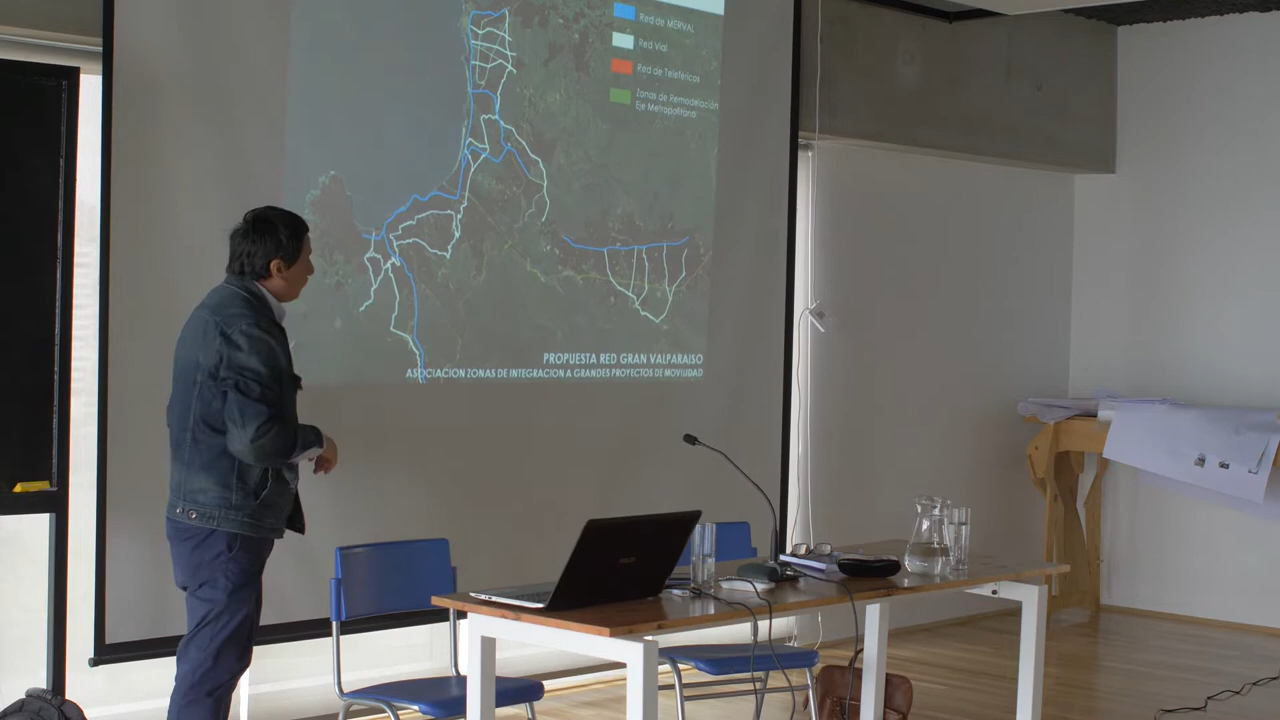 Red de MERVAL
Red Vial
Red de Teleféricos
Zonas de Remodelación
Eje Metropolitano
PROPUESTA RED GRAN VALPARAISO
ASOCIACION ZONAS DE INTEGRACION A GRANDES PROYECTOS DE MOVILIDAD
ASUS